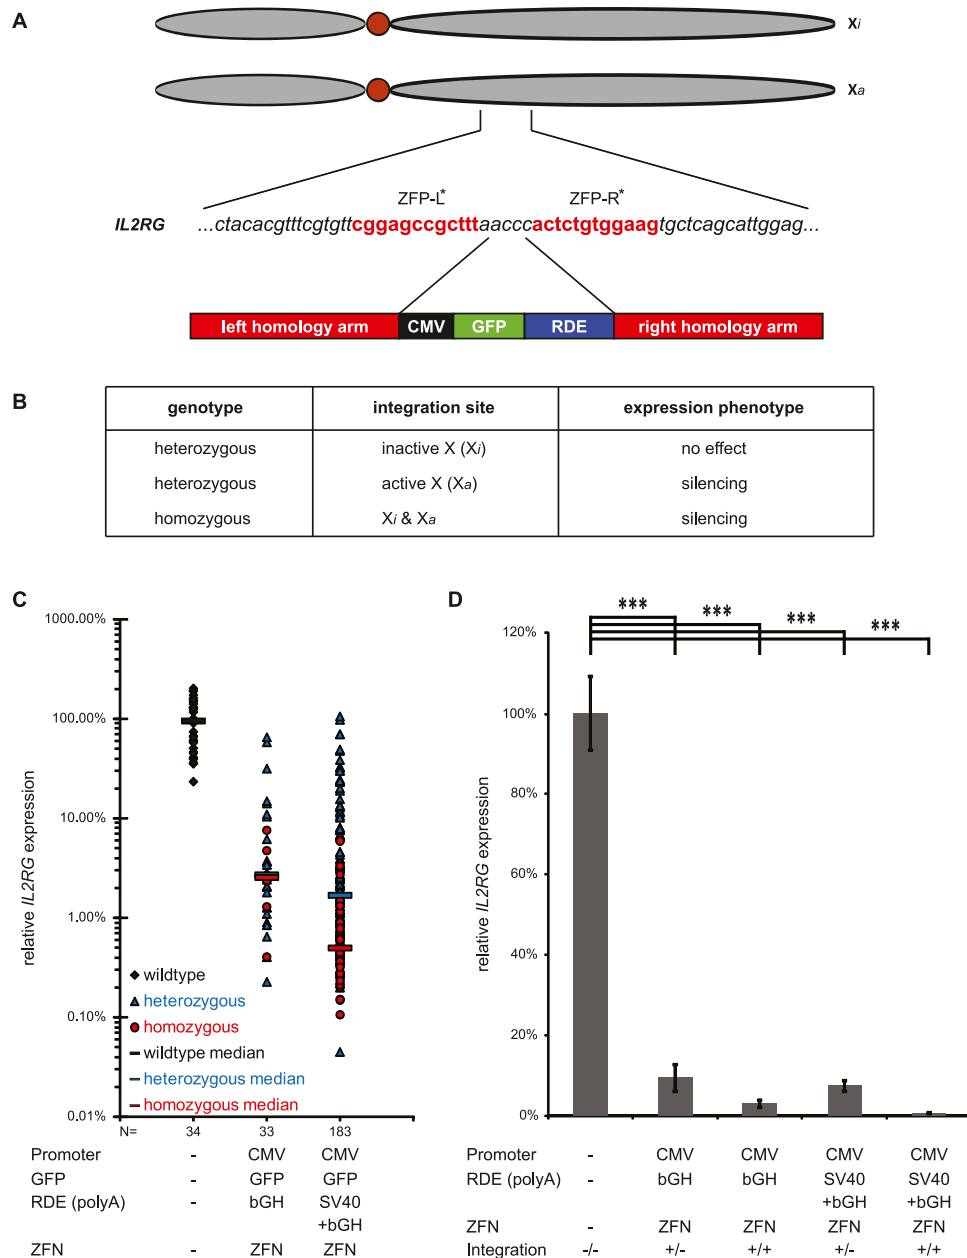 A
Xi
Xa
ZFP-L* ZFP-R*
IL2RG ...ctacacgtttcgtgttcggagccgctttaacccactctgtggaagtgctcagcattggag...
left homology arm CMV GFP RDE right homology arm
B
genotype integration site expression phenotype
heterozygous inactive X (Xi) no effect
heterozygous active X (Xa) silencing
homozygous Xi & Xa silencing
C
relative IL2RG expression
1000.00%
100.00%
10.00%
1.00%
0.10%
0.01%
wildtype
heterozygous
homozygous
wildtype median
heterozygous median
homozygous median
N= 34 33 183
Promoter - CMV CMV
GFP - GFP GFP
RDE (polyA) - bGH SV40
+bGH
ZFN - ZFN ZFN
D
*** *** *** ***
relative IL2RG expression
120%
100%
80%
60%
40%
20%
0%
Promoter - CMV CMV CMV CMV
RDE (polyA) - bGH bGH SV40 SV40
+bGH +bGH
ZFN - ZFN ZFN ZFN ZFN
Integration -/- +/- +/+ +/- +/+